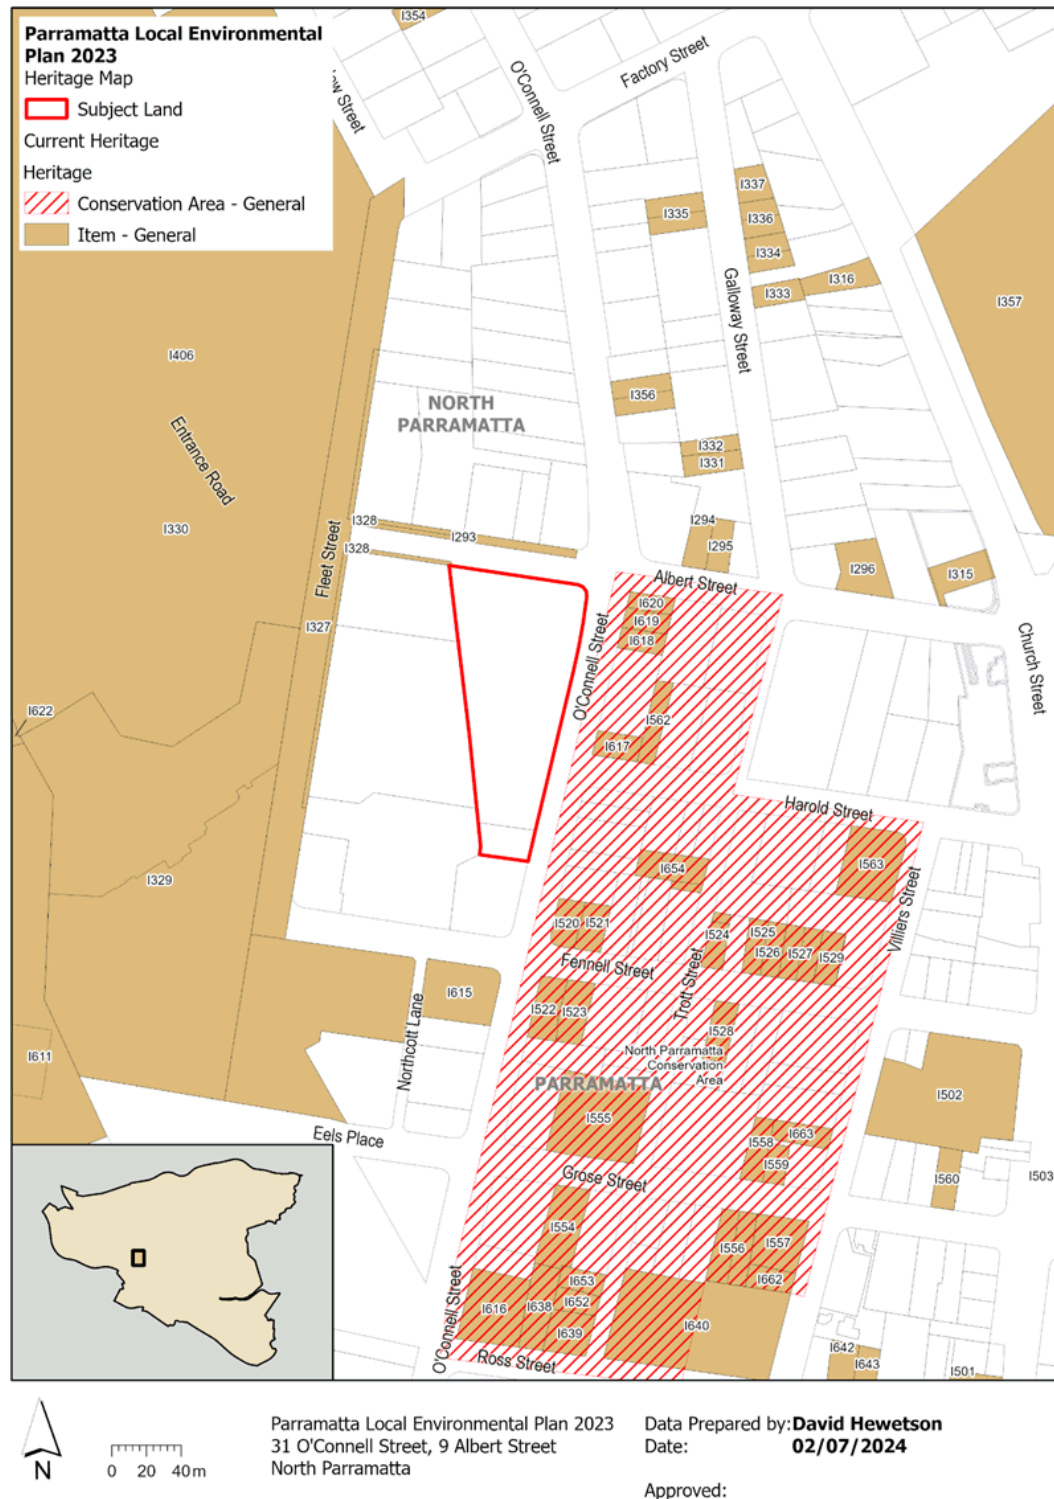 Parramatta Local Environmental
Plan 2023
Heritage Map
Subject Land
Current Heritage
Heritage
Conservation Area - General
Item - General
I354
Factory Street
O'Connell Street
ow Street
I337
I335
I336
I334
I316
I333
I357
Galloway Street
I406
I356
NORTH
PARRAMATTA
Entrance Road
I332
I331
I330
I328
I293
I294
I295
I328
Fleet Street
I296
I315
Albert Street
I620
I619
I618
I327
O'Connell Street
Church Street
I622
I562
I617
Harold Street
I563
I654
I329
Villiers Street
I520
I521
I524
I525
I526
I527
I529
Fennell Street
Trott Street
I615
I522
I523
I528
Northcott Lane
North Parramatta
Conservation
Area
I611
PARRAMATTA
I502
I555
I663
I558
I559
Eels Place
Grose Street
I560
I503
I554
I556
I557
I653
I662
I616
I638
I652
I639
I640
O'Connell Street
Ross Street
I642
I643
I501
N
0 20 40m
Parramatta Local Environmental Plan 2023
31 O'Connell Street, 9 Albert Street
North Parramatta
Data Prepared by: David Hewetson
Date: 02/07/2024
Approved: